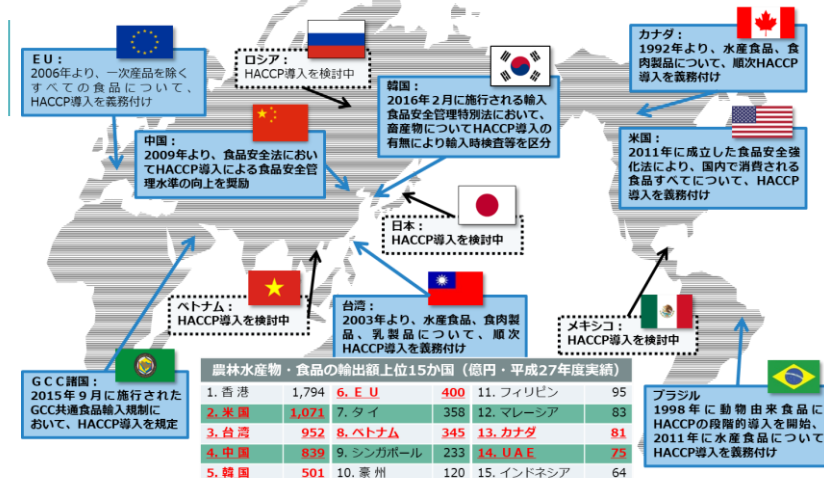 EU：
2006年より、一次産品を除く
すべての食品について、
HACCP導入を義務付け
ロシア：
HACCP導入を検討中
韓国：
2016年2月に施行される輸入
食品安全管理特別法において、
畜産物についてHACCP導入の
有無により輸入時検査等を区分
カナダ：
1992年より、水産食品、食
肉製品について、順次HACCP
導入を義務付け
中国：
2009年より、食品安全法におい
てHACCP導入による食品安全管
理水準の向上を奨励
米国：
2011年に成立した食品安全強
化法により、国内で消費される
食品すべてについて、HACCP
導入を義務付け
日本：
HACCP導入を検討中
ベトナム：
HACCP導入を検討中
台湾：
2003年より、水産食品、食肉製
品、乳製品について、順次
HACCP導入を義務付け
メキシコ：
HACCP導入を検討中
GCC諸国：
2015年9月に施行された
GCC共通食品輸入規制に
おいて、HACCP導入を規定
ブラジル：
1998年に動物由来食品に
HACCPの段階的導入を開始、
2011年に水産食品について
HACCP導入を義務付け
農林水産物・食品の輸出額上位15か国（億円・平成27年度実績）
1. 香港 1,794 6. EU 400 11. フィリピン 95
2. 米国 1,071 7. タイ 358 12. マレーシア 83
3. 台湾 952 8. ベトナム 345 13. カナダ 81
4. 中国 839 9. シンガポール 233 14. UAE 75
5. 韓国 501 10. 豪州 120 15. インドネシア 64